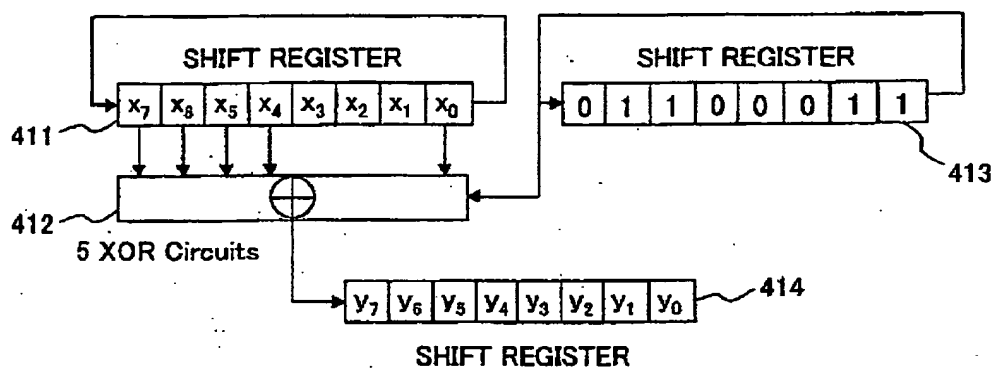 SHIFT REGISTER
x7 x8 x5 x4 x3 x2 x1 x0
411
412
5 XOR Circuits
SHIFT REGISTER
0 1 1 0 0 0 1 1
413
y7 y6 y5 y4 y3 y2 y1 y0
414
SHIFT REGISTER